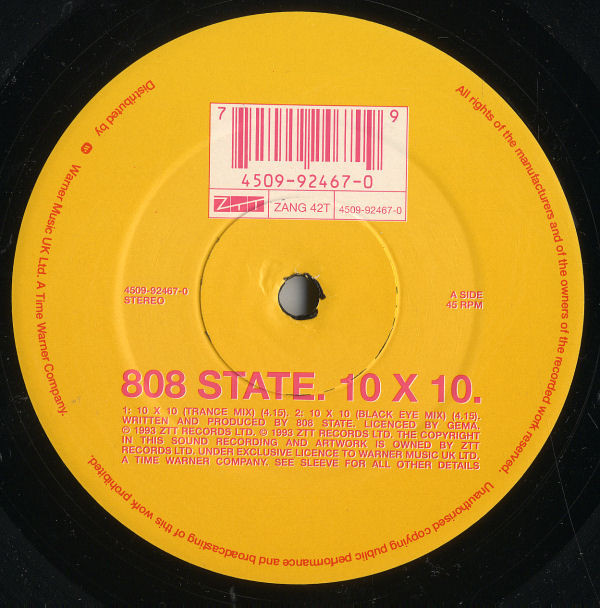 7 9
4509-92467-0
ZTT ZANG 42T 4509-92467-0
4509-92467-0
STEREO
A SIDE
45 RPM
808 STATE. 10 X 10.
1: 10 X 10 (TRANCE MIX) (4.15). 2: 10 X 10 (BLACK EYE MIX) (4.15).
WRITTEN AND PRODUCED BY 808 STATE. LICENCED BY GEMA.
℗ 1993 ZTT RECORDS LTD. © 1993 ZTT RECORDS LTD. THE COPYRIGHT
IN THIS SOUND RECORDING AND ARTWORK IS OWNED BY ZTT
RECORDS LTD. UNDER EXCLUSIVE LICENCE TO WARNER MUSIC UK LTD.
A TIME WARNER COMPANY. SEE SLEEVE FOR ALL OTHER DETAILS
All rights of the manufacturers and of the owners of the recorded work reserved.
Unauthorised copying public performance and broadcasting of this work prohibited.
Distributed by Warner Music UK Ltd. A Time Warner Company.